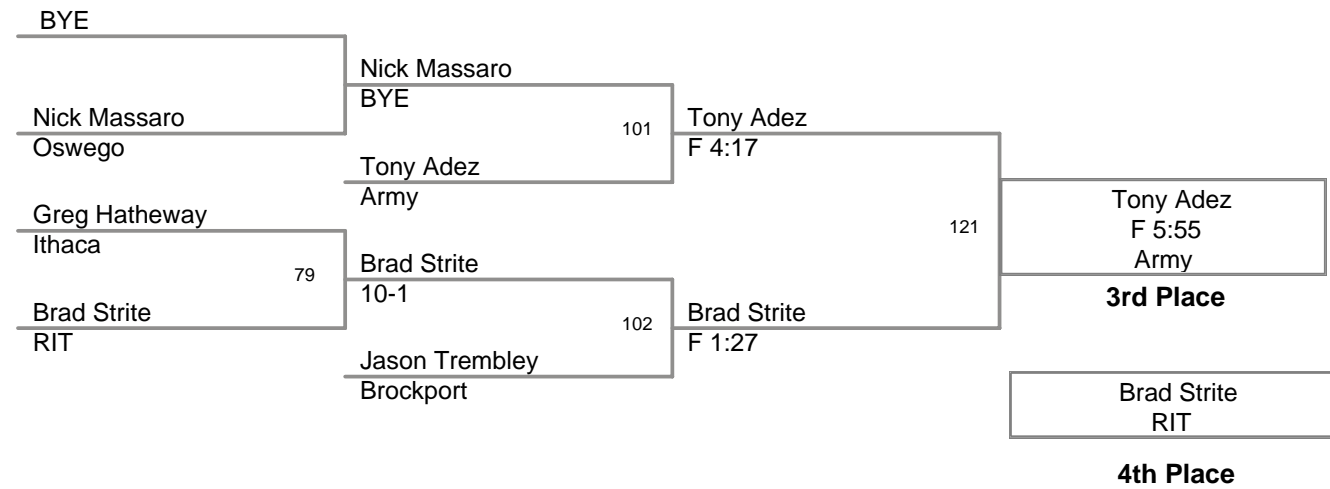 BYE
Nick Massaro
BYE
Nick Massaro
Oswego
101
Tony Adez
F 4:17
Tony Adez
Army
Greg Hatheway
Ithaca
79
Brad Strite
10-1
Brad Strite
RIT
102
Brad Strite
F 1:27
Jason Trembley
Brockport
121
Tony Adez
F 5:55
Army
3rd Place
Brad Strite
RIT
4th Place